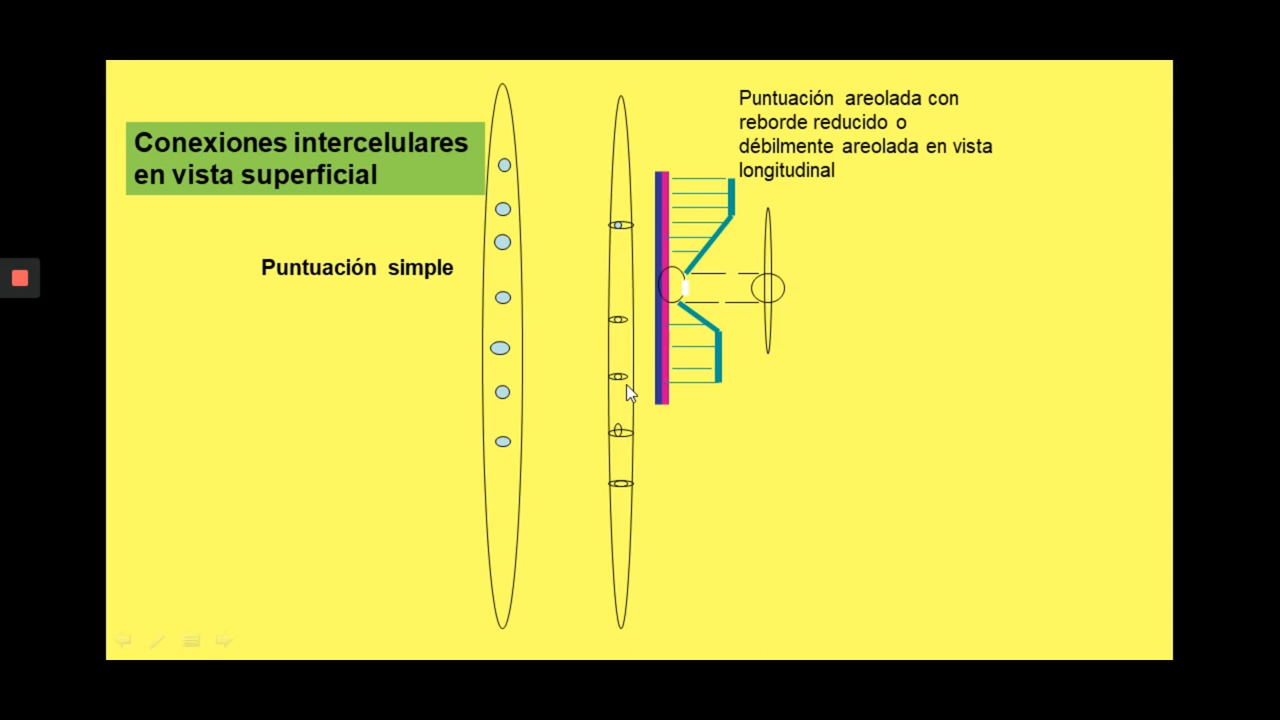 Conexiones intercelulares
en vista superficial
Puntuación simple
Puntuación areolada con
reborde reducido o
débilmente areolada en vista
longitudinal